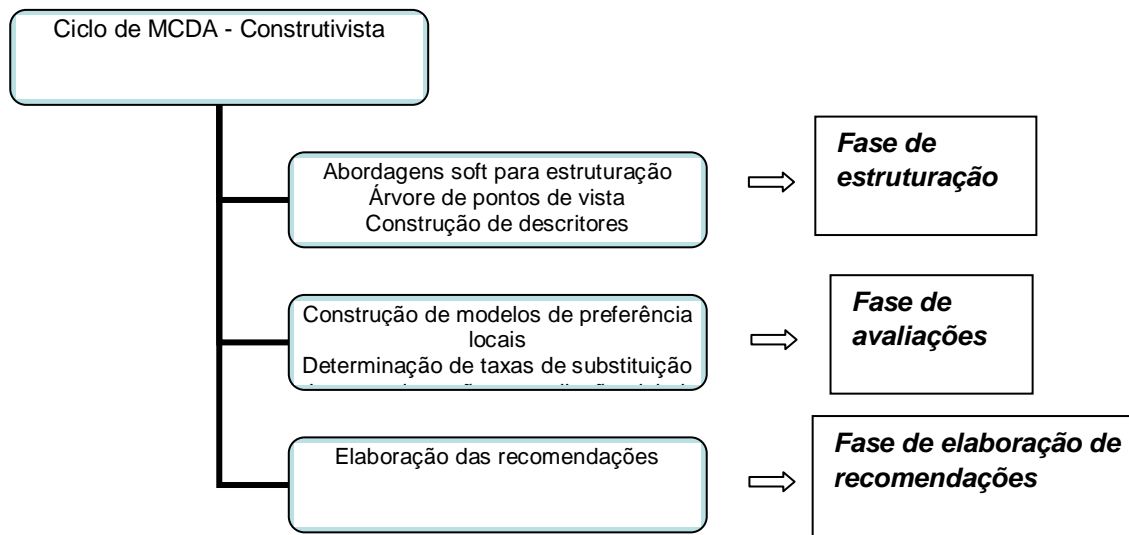 Ciclo de MCDA - Construtivista
Abordagens soft para estruturação
Árvore de pontos de vista
Construção de descritores
Fase de
estruturação
Construção de modelos de preferência
locais
Determinação de taxas de substituição
Fase de
avaliações
Elaboração das recomendações
Fase de elaboração de
recomendações